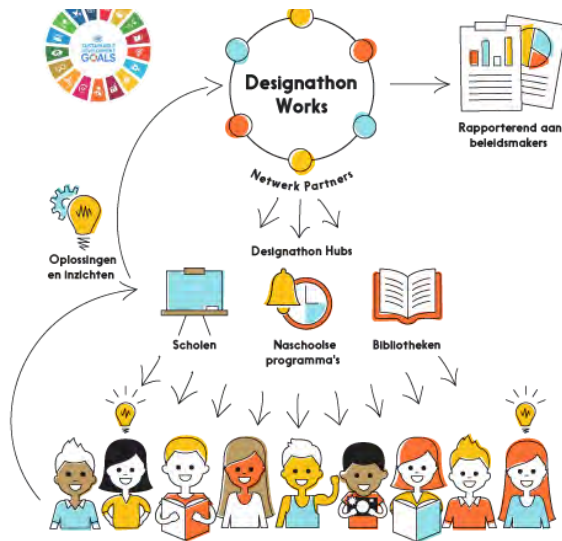 SUSTAINABLE
DEVELOPMENT
GOALS
Designathon
Works
Netwerk Partners
Rapporterend aan
beleidsmakers
Oplossingen
en inzichten
Designathon Hubs
Scholen
Naschoolse
programma's
Bibliotheken